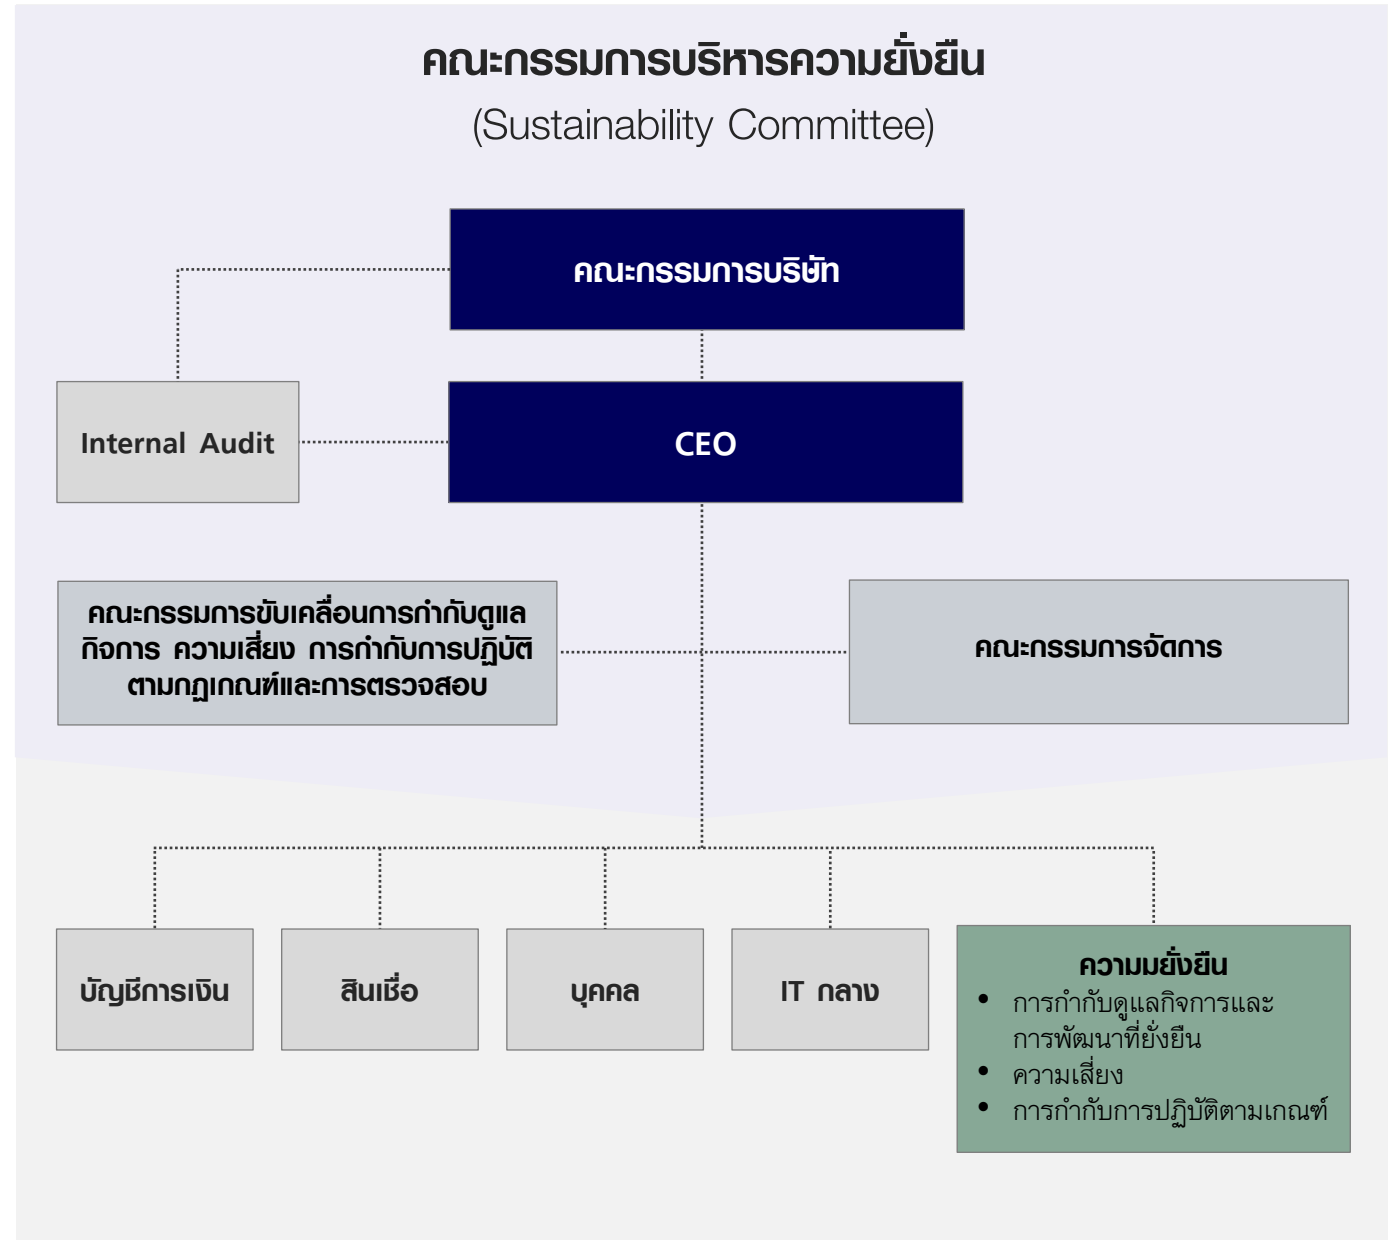 คณะกรรมการบริหารความยั่งยืน
(Sustainability Committee)
คณะกรรมการบริษัท
Internal Audit
CEO
คณะกรรมการขับเคลื่อนการกำกับดูแล
กิจการ ความเสี่ยง การกำกับการปฏิบัติ
ตามกฎเกณฑ์และการตรวจสอบ
คณะกรรมการจัดการ
บัญชีการเงิน
สินเชื่อ
บุคคล
IT กลาง
ความมยั่งยืน
• การกำกับดูแลกิจการและ
การพัฒนาที่ยั่งยืน
• ความเสี่ยง
• การกำกับการปฏิบัติตามเกณฑ์